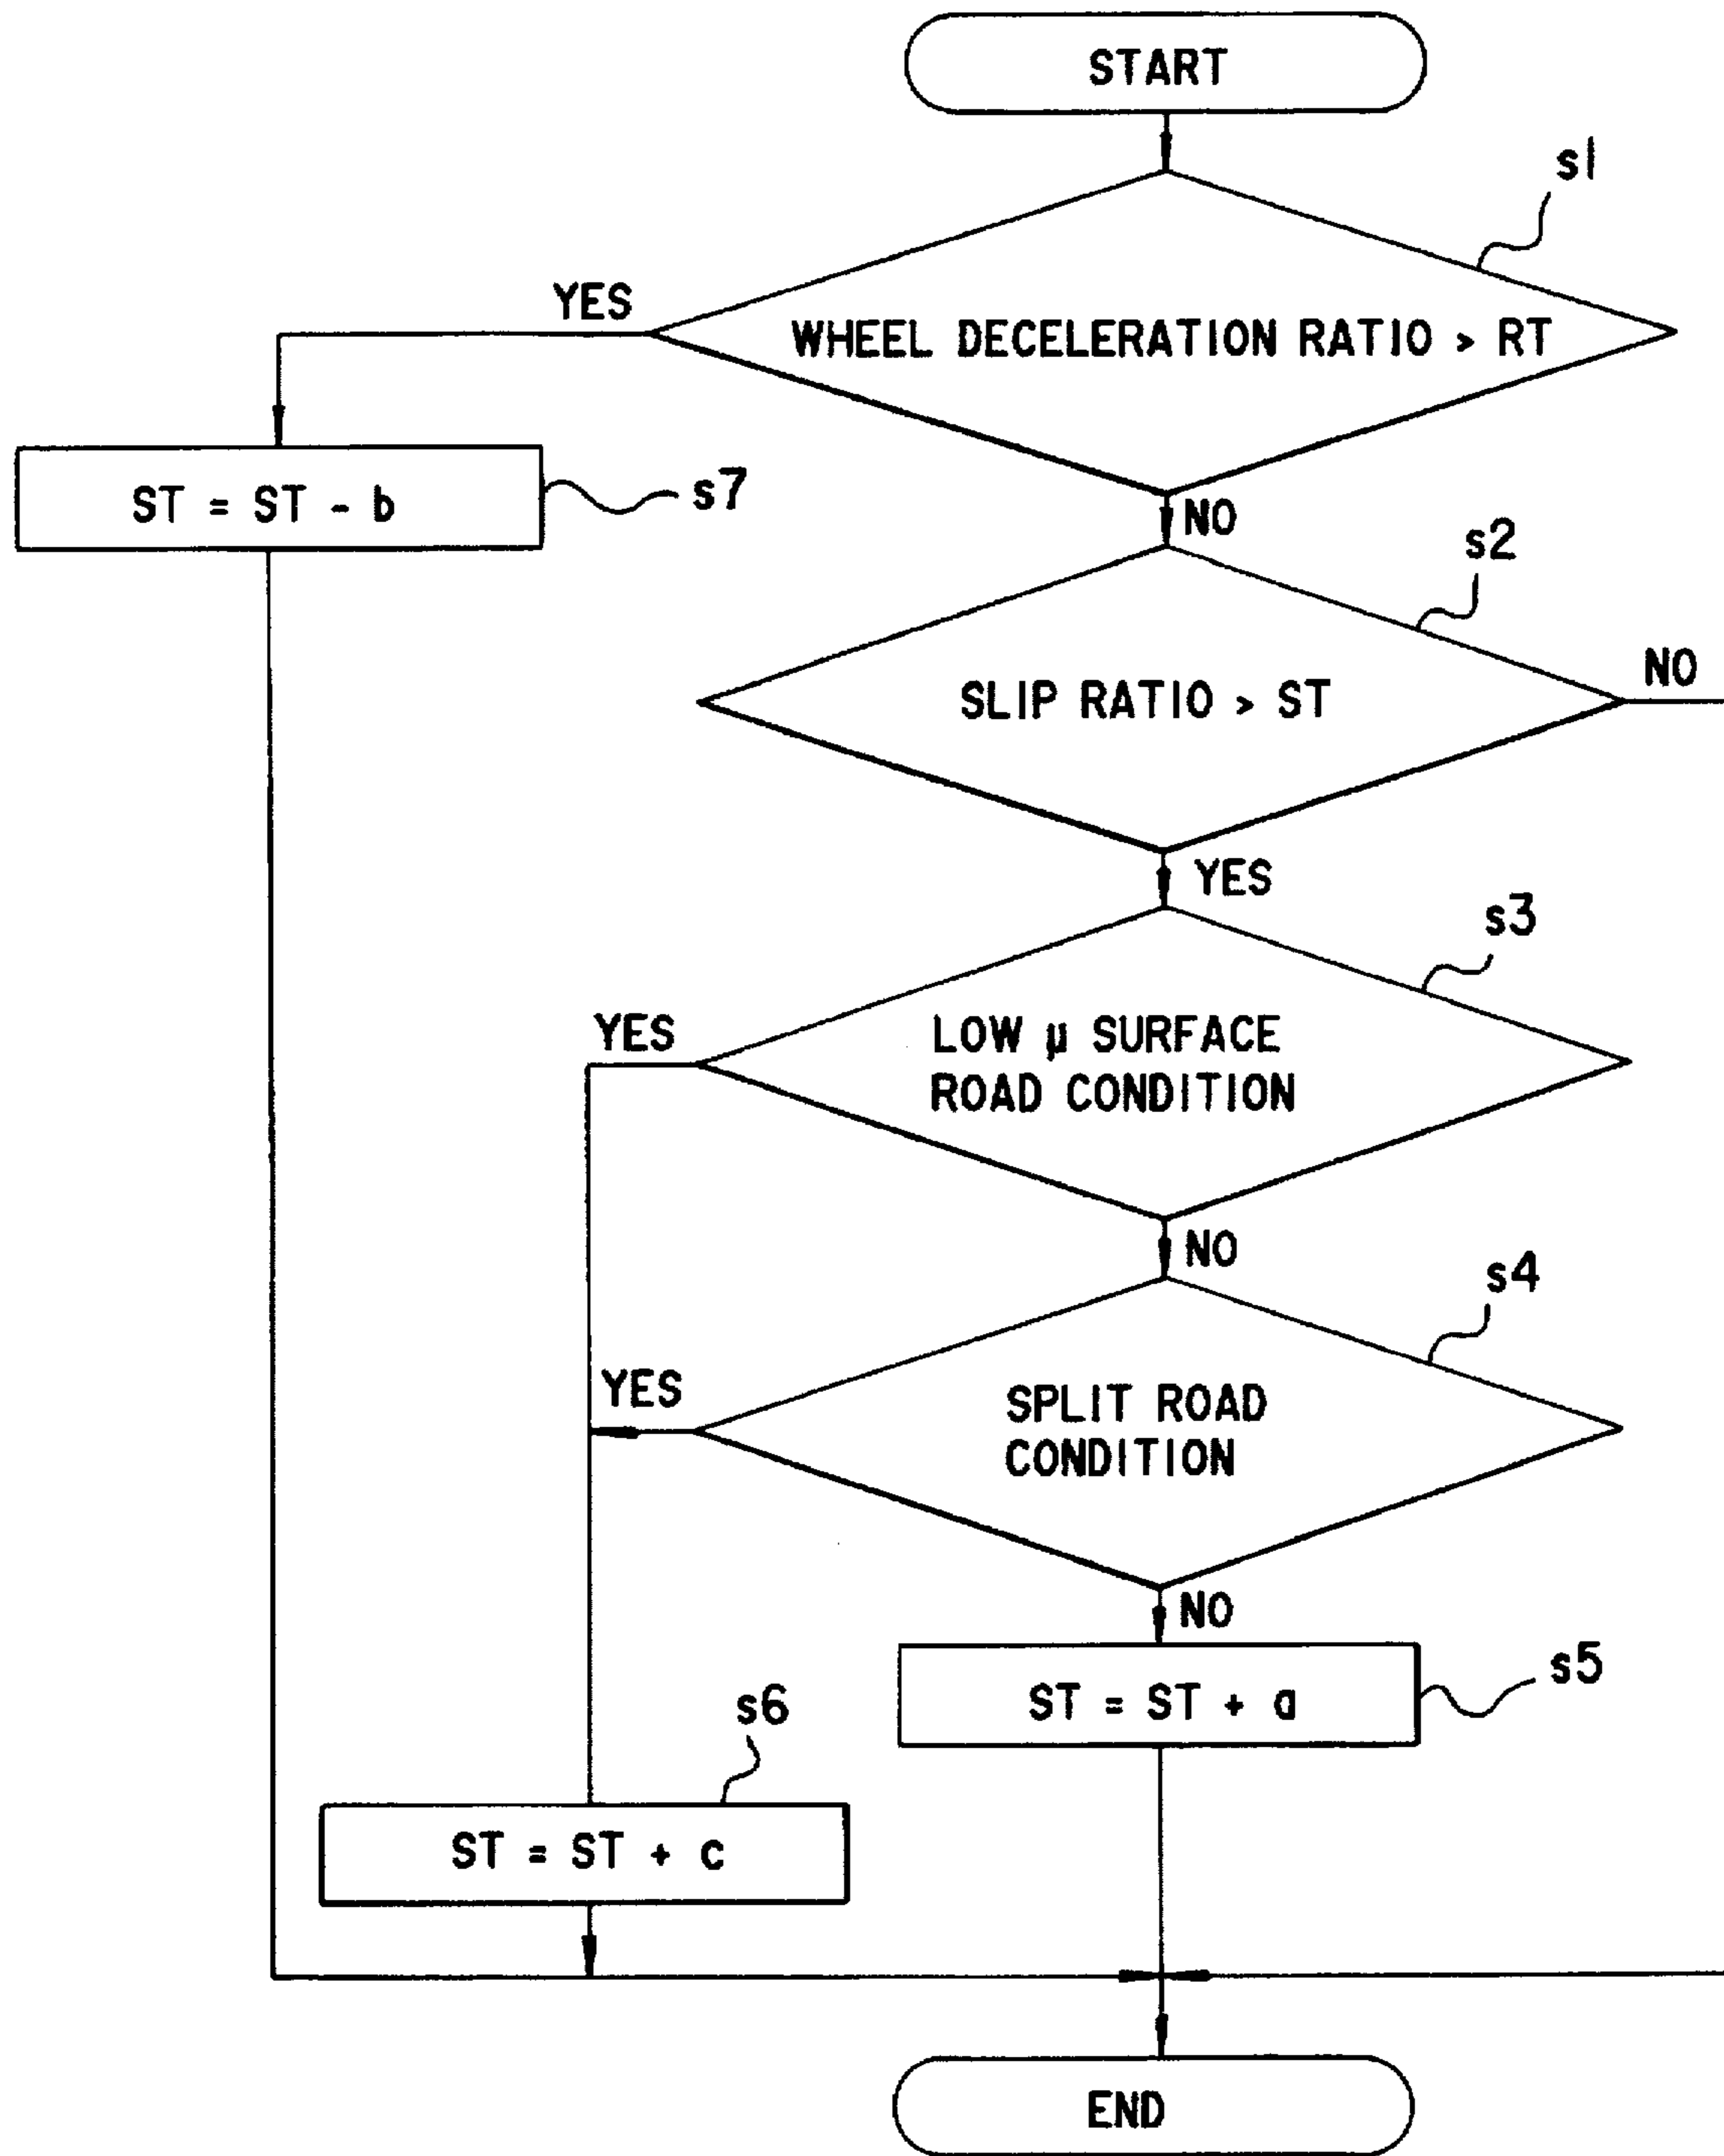 START
s1
YES
WHEEL DECELERATION RATIO > RT
ST = ST - b
s7
NO
s2
SLIP RATIO > ST
NO
YES
s3
YES
LOW µ SURFACE
ROAD CONDITION
NO
s4
YES
SPLIT ROAD
CONDITION
NO
s5
ST = ST + a
s6
ST = ST + c
END